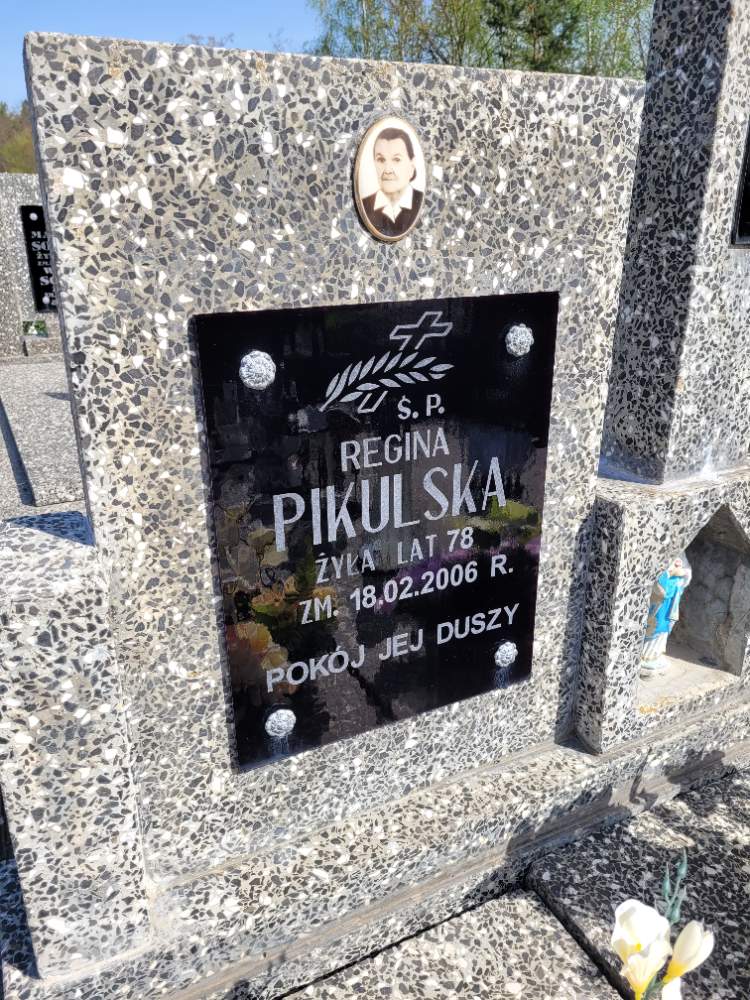 Ś. P.
REGINA
PIKULSKA
ŻYŁA LAT 78
ZM. 18.02.2006 R.
POKÓJ JEJ DUSZY